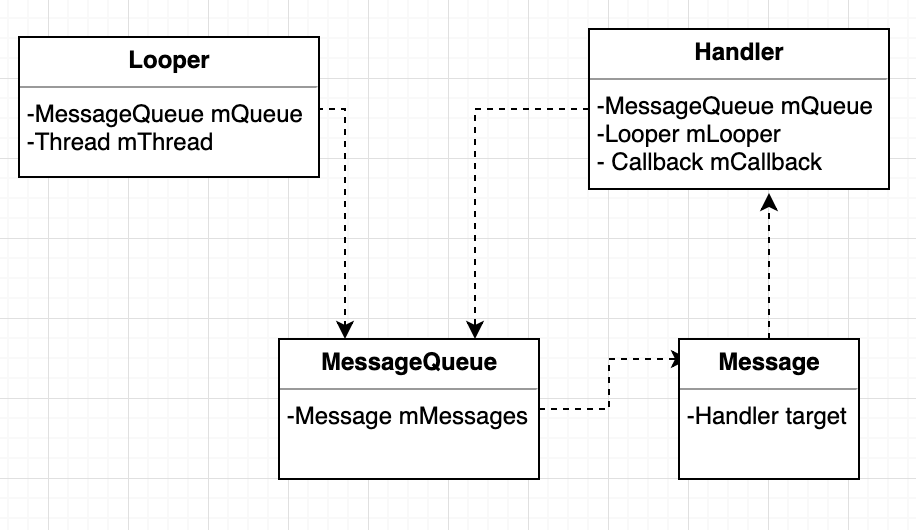 Looper
-MessageQueue mQueue
-Thread mThread
Handler
-MessageQueue mQueue
-Looper mLooper
- Callback mCallback
MessageQueue
-Message mMessages
Message
-Handler target